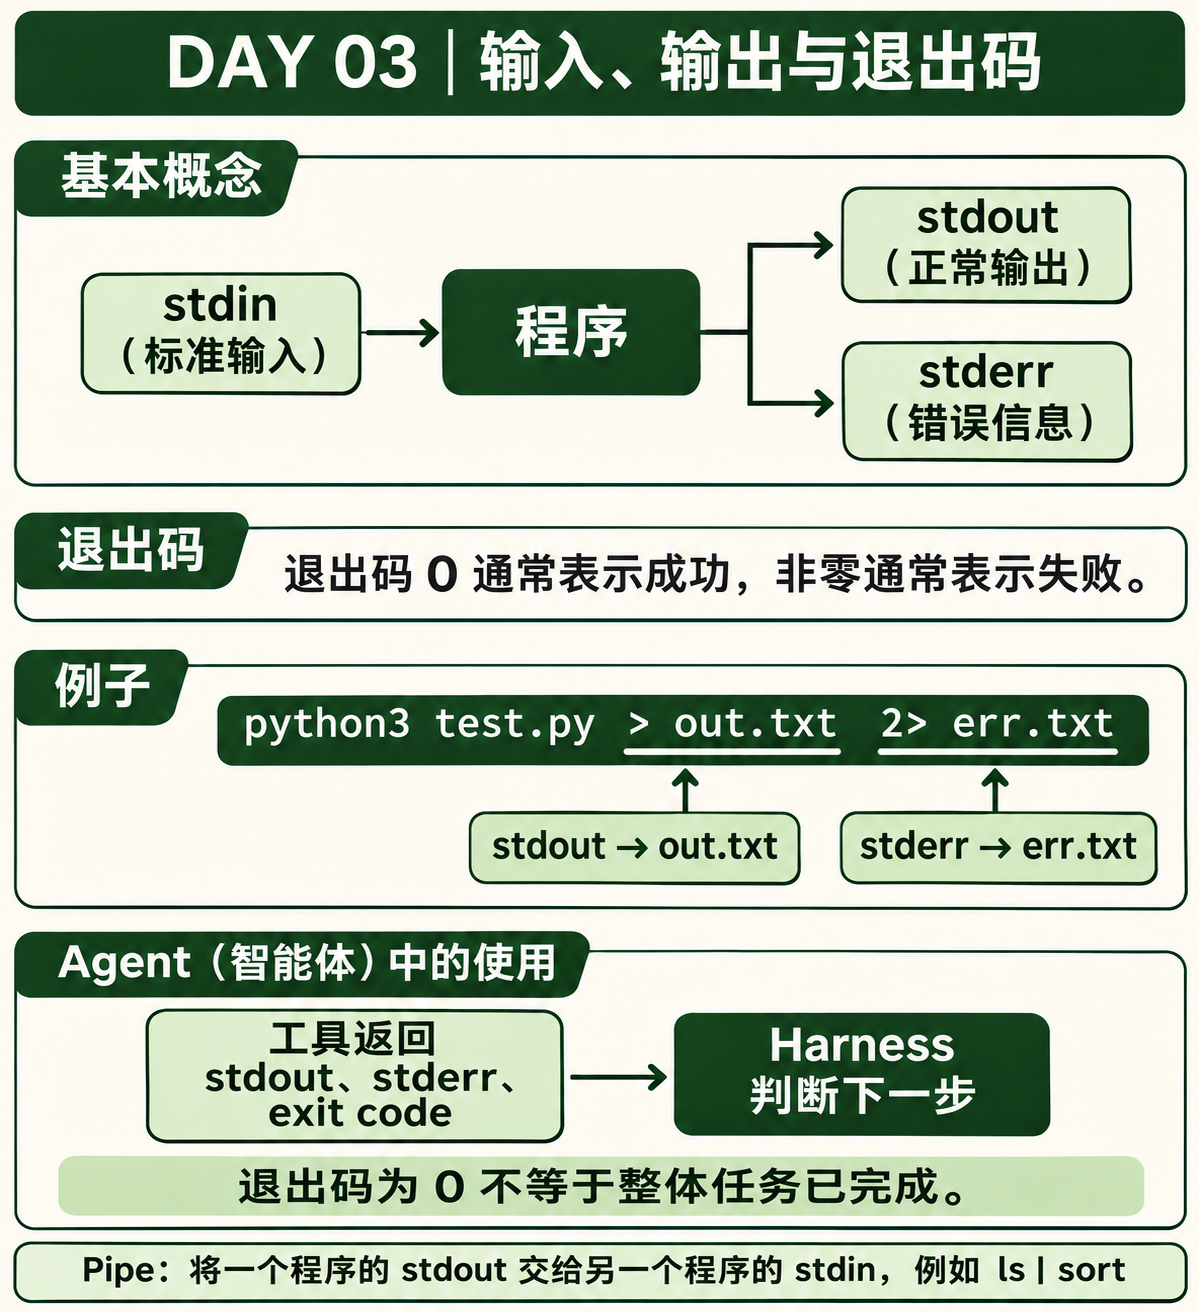 DAY 03｜输入、输出与退出码
基本概念
stdin
（标准输入）
程序
stdout
（正常输出）
stderr
（错误信息）
退出码
退出码 0 通常表示成功，非零通常表示失败。
例子
python3 test.py > out.txt 2> err.txt
stdout → out.txt
stderr → err.txt
Agent（智能体）中的使用
工具返回
stdout、stderr、
exit code
Harness
判断下一步
退出码为 0 不等于整体任务已完成。
Pipe：将一个程序的 stdout 交给另一个程序的 stdin，例如 ls | sort